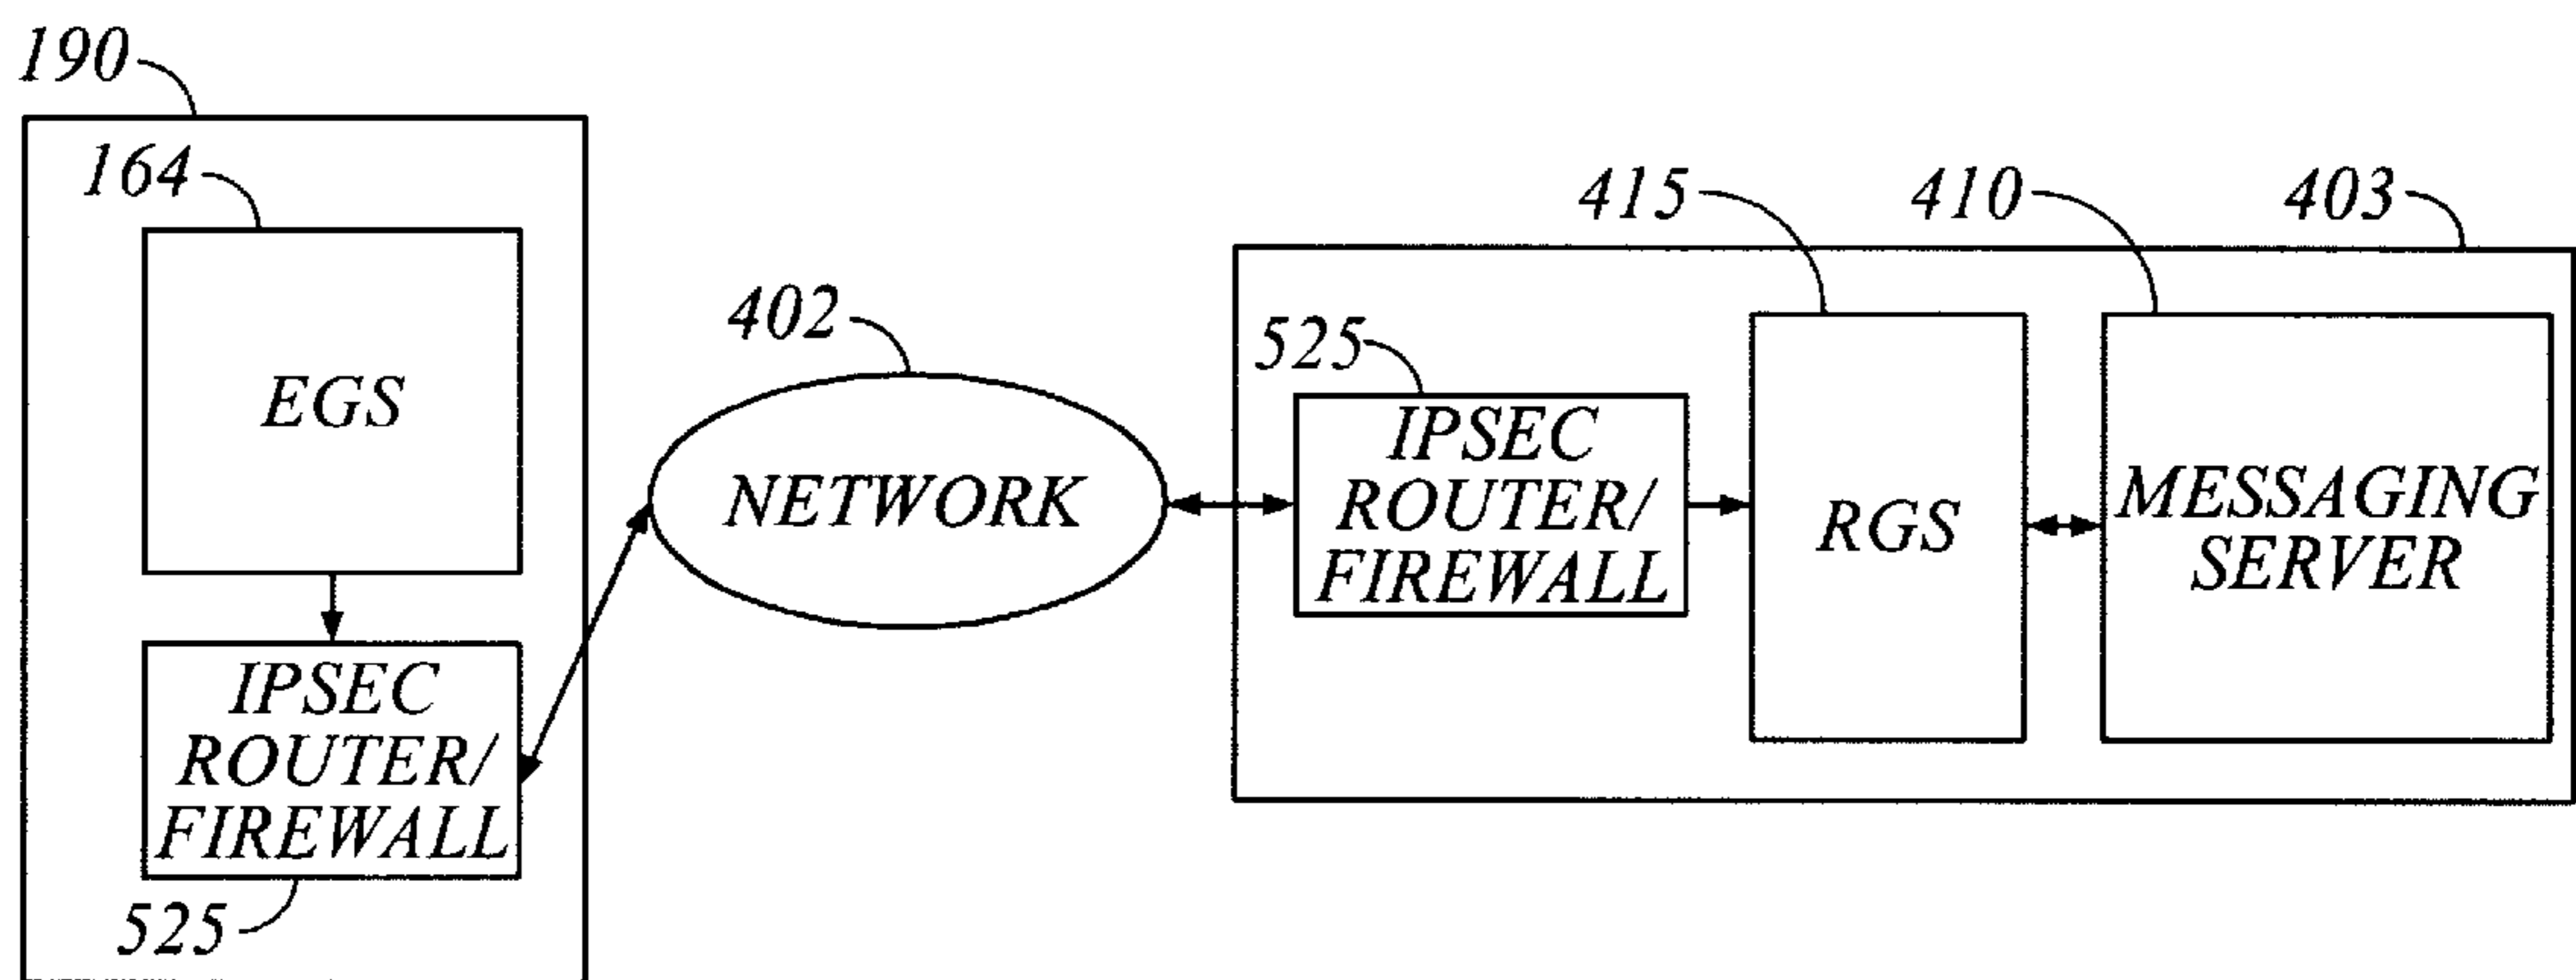 190
164
EGS
IPSEC
ROUTER/
FIREWALL
525
402
NETWORK
415
410
403
525
IPSEC
ROUTER/
FIREWALL
RGS
MESSAGING
SERVER